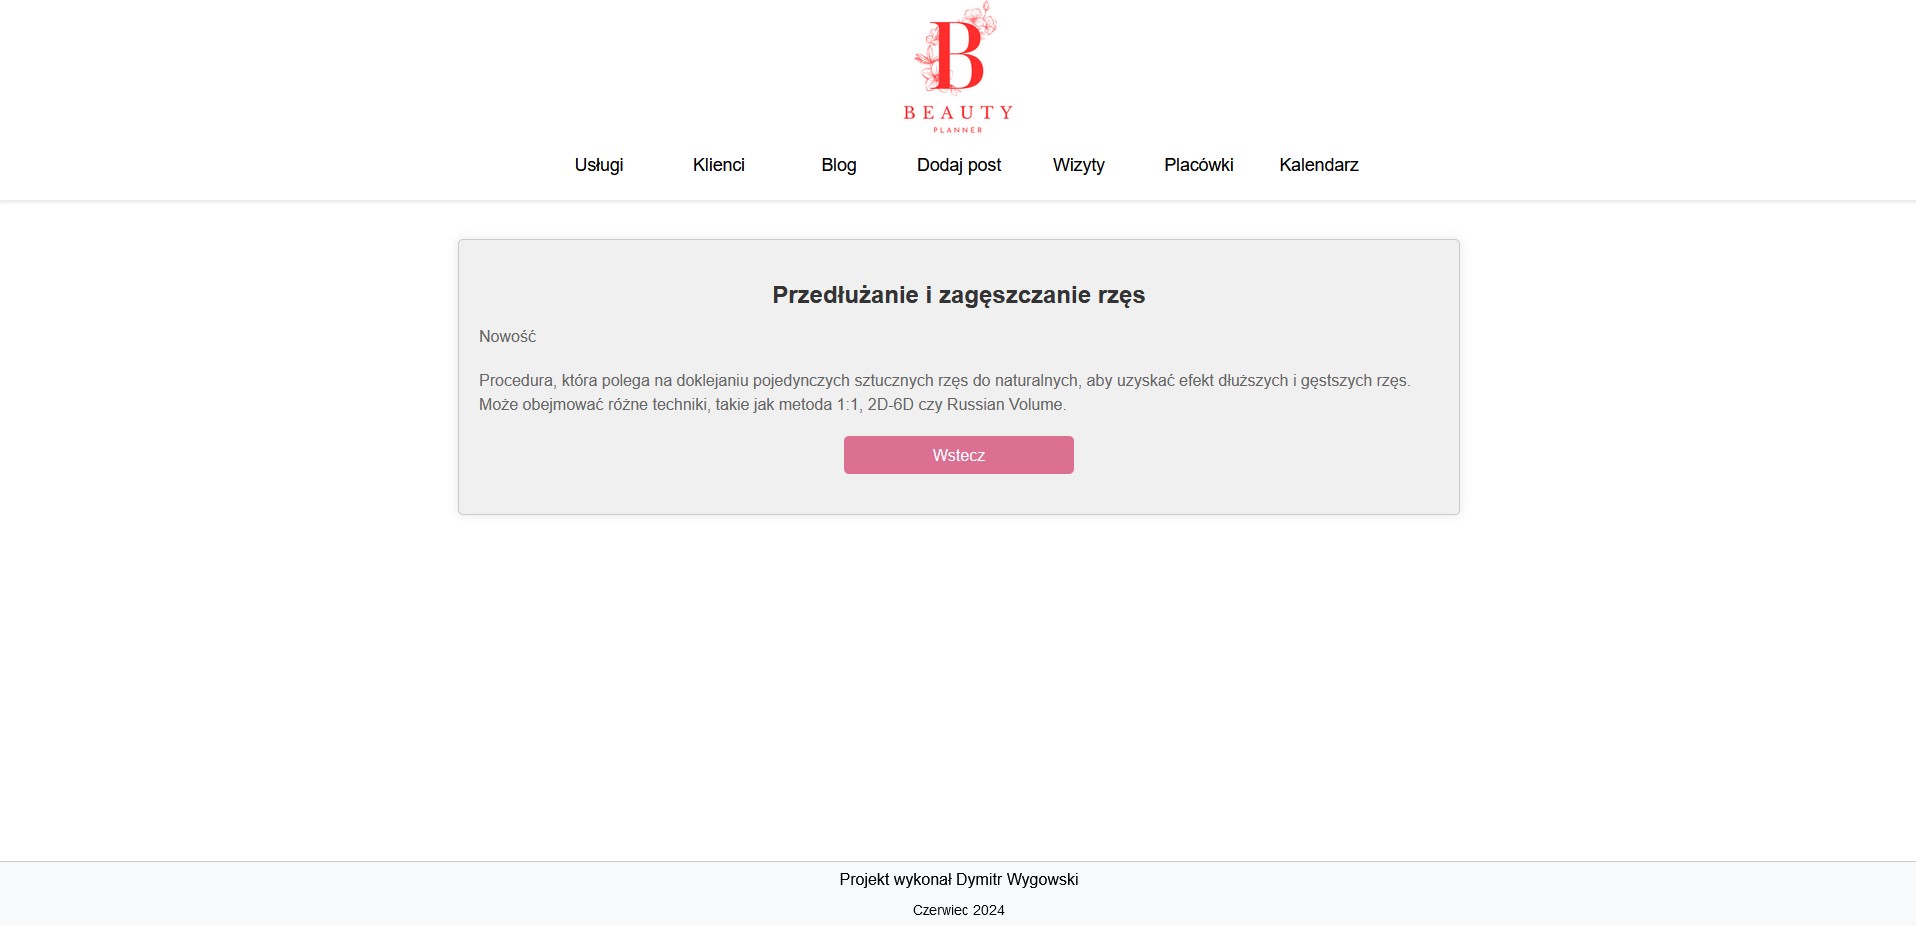 B
BEAUTY
PLANNER
Usługi Klienci Blog Dodaj post Wizyty Placówki Kalendarz
Przedłużanie i zagęszczanie rzęs
Nowość
Procedura, która polega na doklejaniu pojedynczych sztucznych rzęs do naturalnych, aby uzyskać efekt dłuższych i gęstszych rzęs.
Może obejmować różne techniki, takie jak metoda 1:1, 2D-6D czy Russian Volume.
Wstecz
Projekt wykonał Dymitr Wygowski
Czerwiec 2024